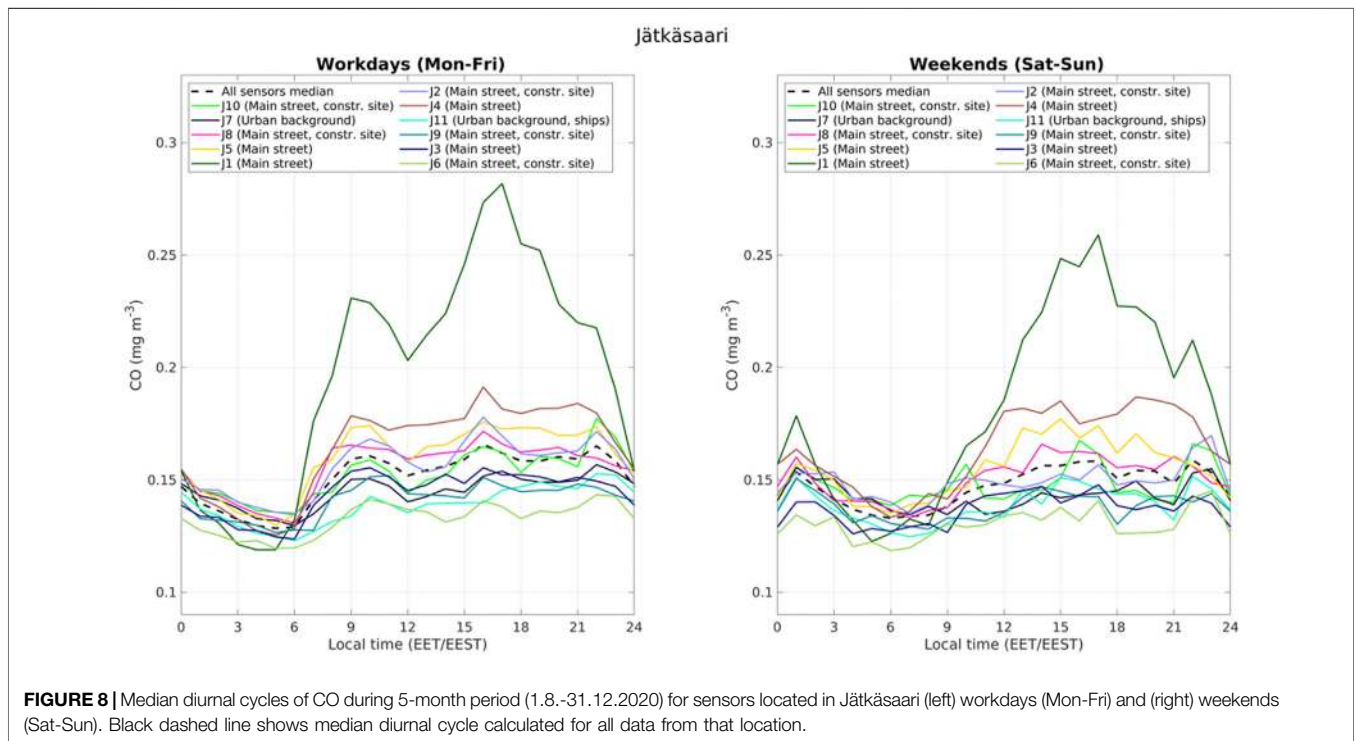 Jätkäsaari
Workdays (Mon-Fri)
All sensors median
J10 (Main street, constr. site)
J7 (Urban background)
J8 (Main street, constr. site)
J5 (Main street)
J1 (Main street)
J2 (Main street, constr. site)
J4 (Main street)
J11 (Urban background, ships)
J9 (Main street, constr. site)
J3 (Main street)
J6 (Main street, constr. site)
0.3
0.25
0.2
0.15
0.1
CO (mg m⁻³)
0 3 6 9 12 15 18 21 24
Local time (EET/EEST)
Weekends (Sat-Sun)
All sensors median
J10 (Main street, constr. site)
J7 (Urban background)
J8 (Main street, constr. site)
J5 (Main street)
J1 (Main street)
J2 (Main street, constr. site)
J4 (Main street)
J11 (Urban background, ships)
J9 (Main street, constr. site)
J3 (Main street)
J6 (Main street, constr. site)
0.3
0.25
0.2
0.15
0.1
CO (mg m⁻³)
0 3 6 9 12 15 18 21 24
Local time (EET/EEST)
FIGURE 8 | Median diurnal cycles of CO during 5-month period (1.8.-31.12.2020) for sensors located in Jätkäsaari (left) workdays (Mon-Fri) and (right) weekends
(Sat-Sun). Black dashed line shows median diurnal cycle calculated for all data from that location.